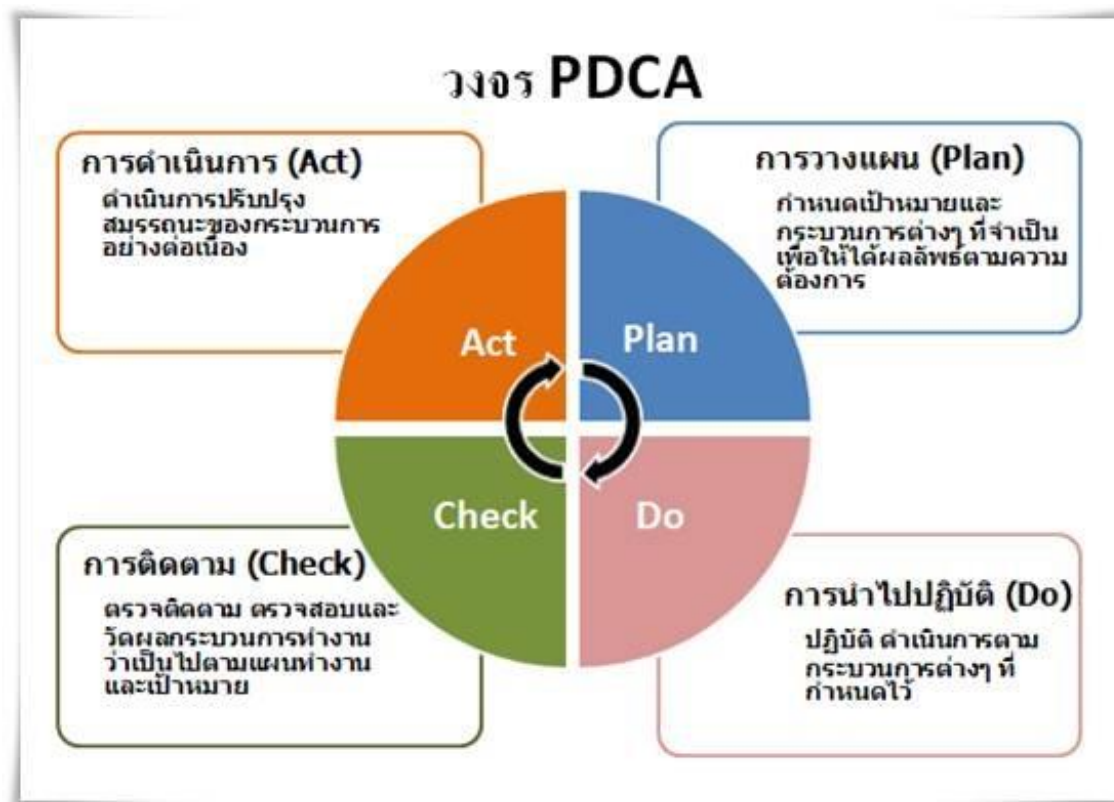 วงจร PDCA
การดำเนินการ (Act)
ดำเนินการปรับปรุง
สมรรถนะของกระบวนการ
อย่างต่อเนื่อง
การวางแผน (Plan)
กำหนดเป้าหมายและ
กระบวนการต่างๆ ที่จำเป็น
เพื่อให้ได้ผลลัพธ์ตามความ
ต้องการ
Act
Plan
Check
Do
การติดตาม (Check)
ตรวจติดตาม ตรวจสอบและ
วัดผลกระบวนการทำงาน
ว่าเป็นไปตามแผนทำงาน
และเป้าหมาย
การนำไปปฏิบัติ (Do)
ปฏิบัติ ดำเนินการตาม
กระบวนการต่างๆ ที่
กำหนดไว้